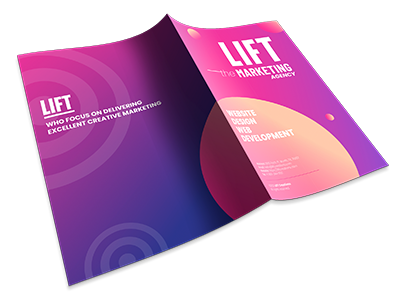 LIFT
WHO FOCUS ON DELIVERING
EXCELLENT CREATIVE MARKETING
LIFT
the MARKETING
AGENCY
WEBSITE
DESIGN
WEB
DEVELOPMENT